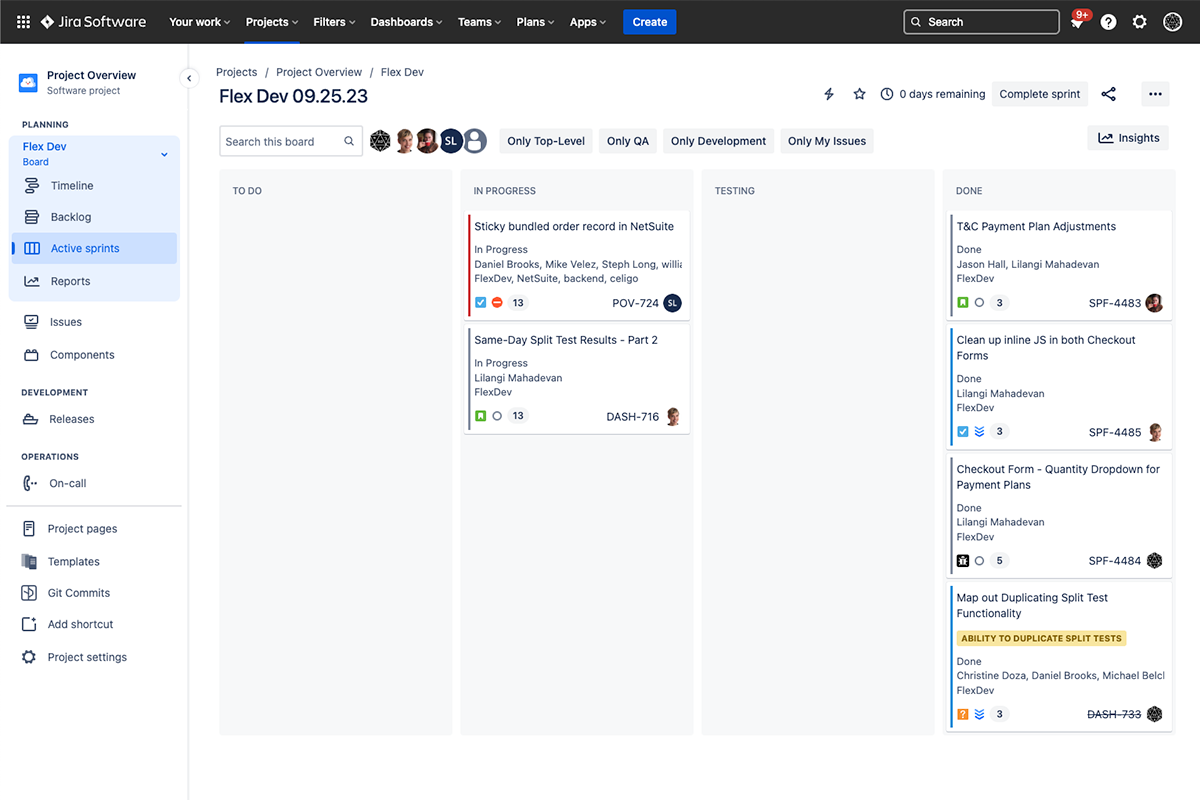 Jira Software Your work Projects Filters Dashboards Teams Plans Apps Create Search 9+
Project Overview
Software project
PLANNING
Flex Dev
Board
Timeline
Backlog
Active sprints
Reports
Issues
Components
DEVELOPMENT
Releases
OPERATIONS
On-call
Project pages
Templates
Git Commits
Add shortcut
Project settings
Projects / Project Overview / Flex Dev
Flex Dev 09.25.23
0 days remaining Complete sprint
Search this board SL Only Top-Level Only QA Only Development Only My Issues Insights
TO DO
IN PROGRESS
Sticky bundled order record in NetSuite
In Progress
Daniel Brooks, Mike Velez, Steph Long, willia
FlexDev, NetSuite, backend, celigo
13 POV-724 SL
Same-Day Split Test Results - Part 2
In Progress
Lilangi Mahadevan
FlexDev
13 DASH-716
TESTING
DONE
T&C Payment Plan Adjustments
Done
Jason Hall, Lilangi Mahadevan
FlexDev
3 SPF-4483
Clean up inline JS in both Checkout
Forms
Done
Lilangi Mahadevan
FlexDev
3 SPF-4485
Checkout Form - Quantity Dropdown for
Payment Plans
Done
Lilangi Mahadevan
FlexDev
5 SPF-4484
Map out Duplicating Split Test
Functionality
ABILITY TO DUPLICATE SPLIT TESTS
Done
Christine Doza, Daniel Brooks, Michael Belcl
FlexDev
? 3 DASH-733